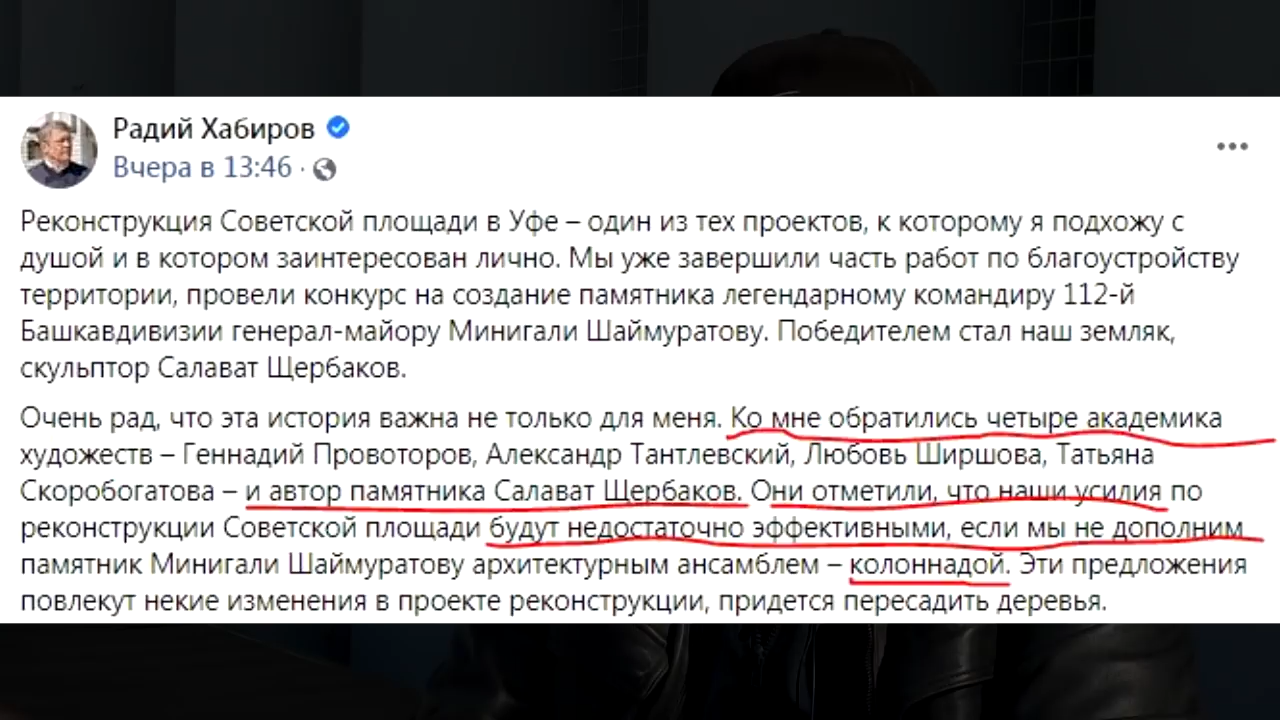 Радий Хабиров
Вчера в 13:46 ·
Реконструкция Советской площади в Уфе – один из тех проектов, к которому я подхожу с
душой и в котором заинтересован лично. Мы уже завершили часть работ по благоустройству
территории, провели конкурс на создание памятника легендарному командиру 112-й
Башкавдивизии генерал-майору Минигали Шаймуратову. Победителем стал наш земляк,
скульптор Салават Щербаков.
Очень рад, что эта история важна не только для меня. Ко мне обратились четыре академика
художеств – Геннадий Провоторов, Александр Тантлевский, Любовь Ширшова, Татьяна
Скоробогатова – и автор памятника Салават Щербаков. Они отметили, что наши усилия по
реконструкции Советской площади будут недостаточно эффективными, если мы не дополним
памятник Минигали Шаймуратову архитектурным ансамблем – колоннадой. Эти предложения
повлекут некие изменения в проекте реконструкции, придется пересадить деревья.